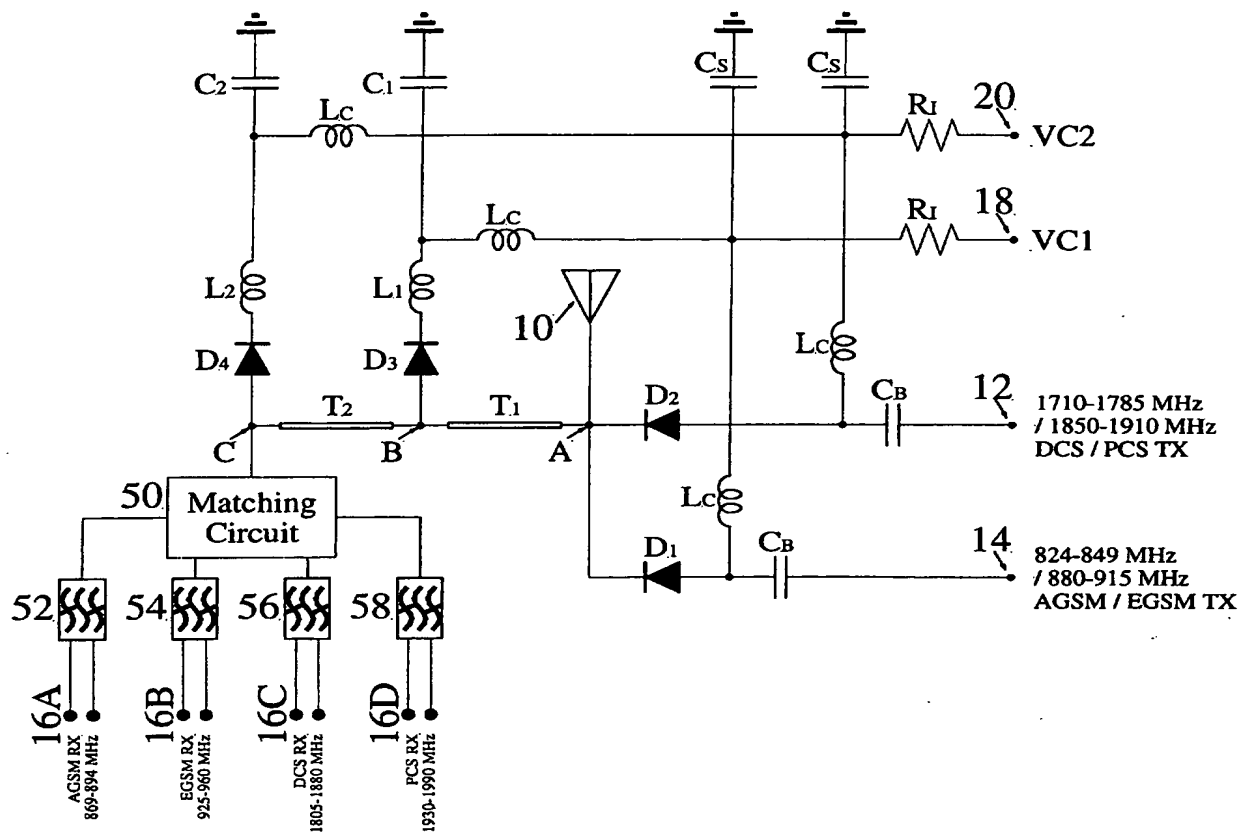 C2
C1
CS
CS
LC
RI
20
VC2
LC
RI
18
VC1
L2
L1
10
LC
D4
D3
D2
CB
12
1710-1785 MHz
/ 1850-1910 MHz
DCS / PCS TX
T2
T1
C
B
A
50
Matching
Circuit
LC
D1
CB
14
824-849 MHz
/ 880-915 MHz
AGSM / EGSM TX
52
54
56
58
16A
AGSM RX
869-894 MHz
16B
EGSM RX
925-960 MHz
16C
DCS RX
1805-1880 MHz
16D
PCS RX
1930-1990 MHz